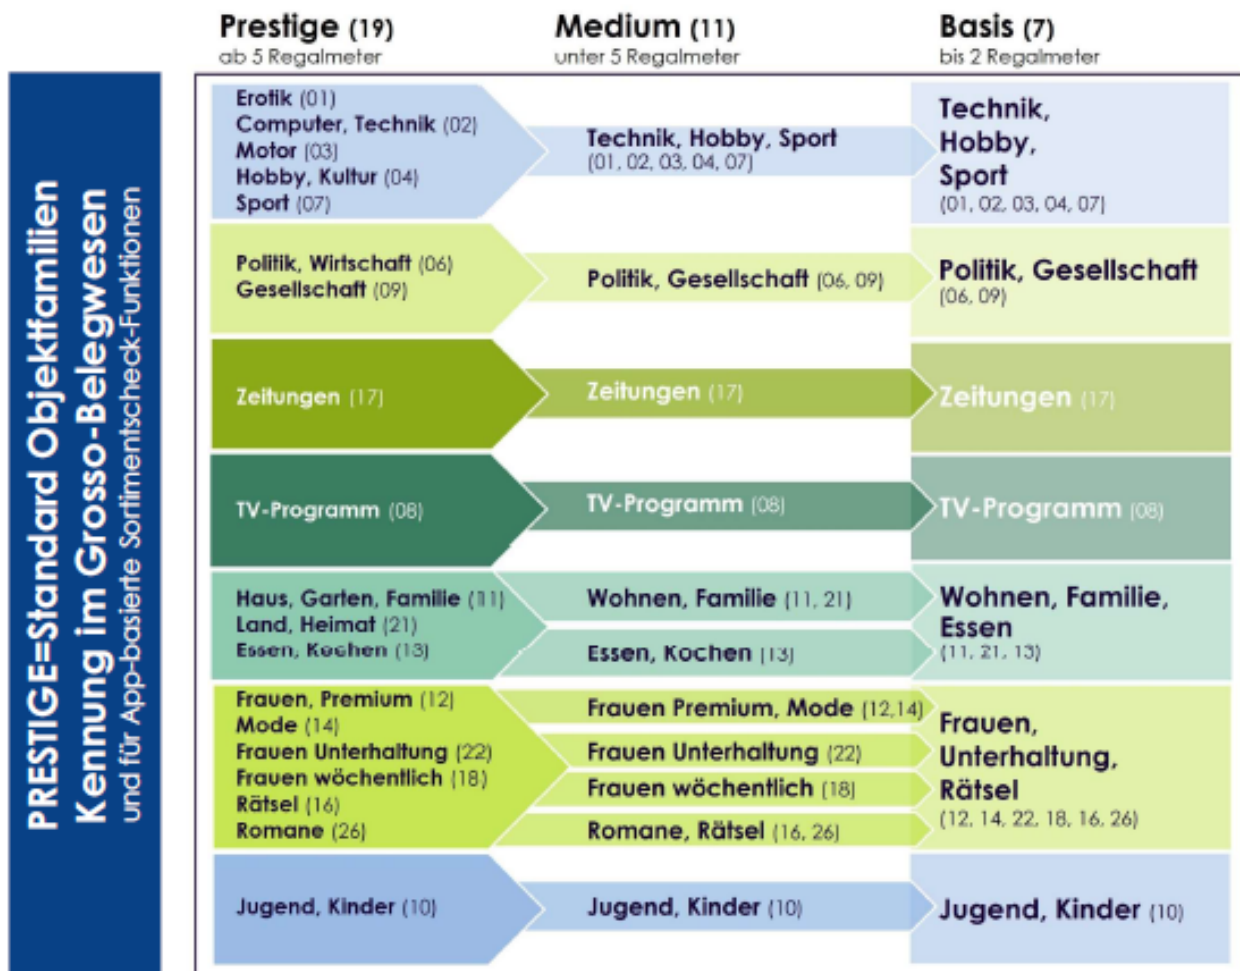 Prestige (19)
ab 5 Regalmeter
Medium (11)
unter 5 Regalmeter
Basis (7)
bis 2 Regalmeter
PRESTIGE=Standard Objektfamilien
Kennung im Grosso-Belegwesen
und für App-basierte Sortimentscheck-Funktionen
Erotik (01)
Computer, Technik (02)
Motor (03)
Hobby, Kultur (04)
Sport (07)
Technik, Hobby, Sport
(01, 02, 03, 04, 07)
Technik,
Hobby,
Sport
(01, 02, 03, 04, 07)
Politik, Wirtschaft (06)
Gesellschaft (09)
Politik, Gesellschaft (06, 09)
Politik, Gesellschaft
(06, 09)
Zeitungen (17)
Zeitungen (17)
Zeitungen (17)
TV-Programm (08)
TV-Programm (08)
TV-Programm (08)
Haus, Garten, Familie (11)
Land, Heimat (21)
Essen, Kochen (13)
Wohnen, Familie (11, 21)
Essen, Kochen (13)
Wohnen, Familie,
Essen
(11, 21, 13)
Frauen, Premium (12)
Mode (14)
Frauen Unterhaltung (22)
Frauen wöchentlich (18)
Rätsel (16)
Romane (26)
Frauen Premium, Mode (12,14)
Frauen Unterhaltung (22)
Frauen wöchentlich (18)
Romane, Rätsel (16, 26)
Frauen,
Unterhaltung,
Rätsel
(12, 14, 22, 18, 16, 26)
Jugend, Kinder (10)
Jugend, Kinder (10)
Jugend, Kinder (10)